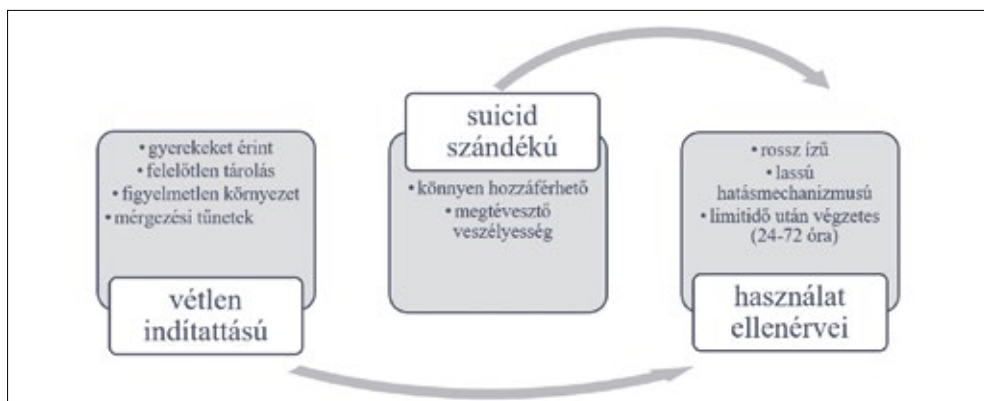 • gyerekeket érint
• felelőtlen tárolás
• figyelmetlen környezet
• mérgezési tünetek
vétlen
indítattású
suicid
szándékú
• könnyen hozzáférhető
• megtévesztő
veszélyesség
• rossz ízű
• lassú
hatásmechanizmusú
• limitidő után végzetes
(24-72 óra)
használat
ellenérvei